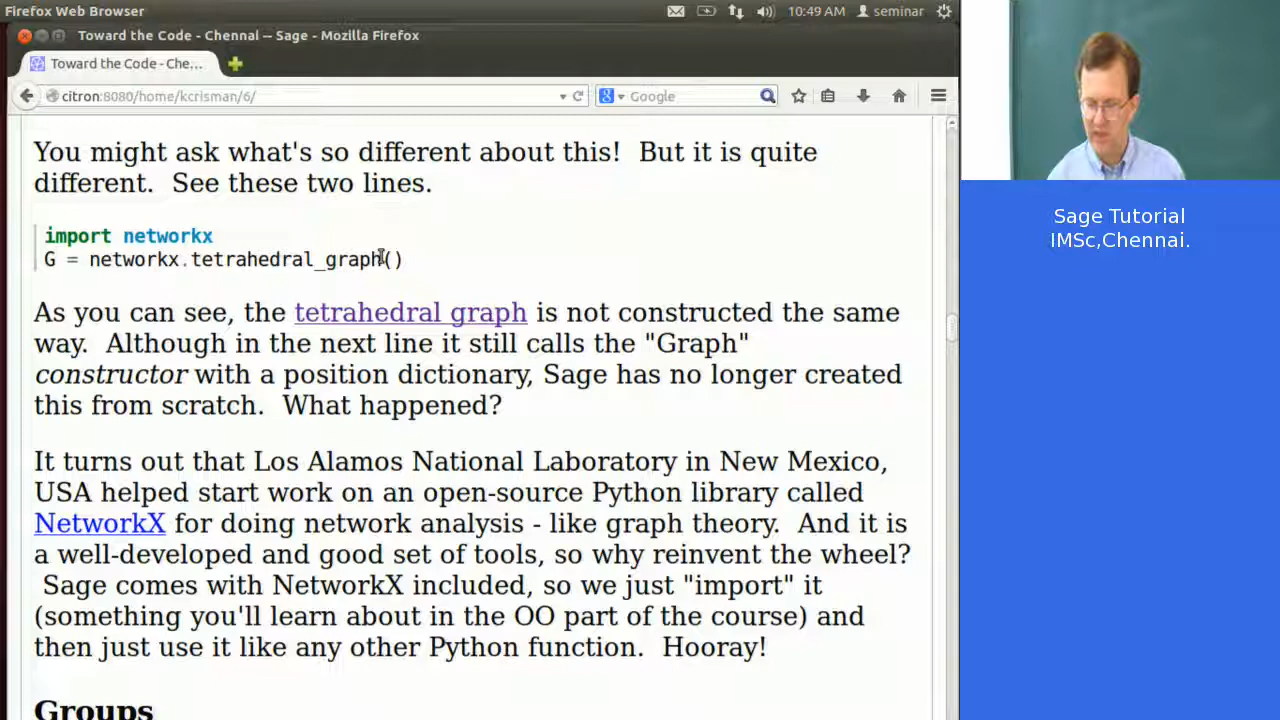 Firefox Web Browser
10:49 AM seminar
Toward the Code - Chennai -- Sage - Mozilla Firefox
Toward the Code - Che...
citron:8080/home/kcrisman/6/
Google
You might ask what's so different about this!  But it is quite
different.  See these two lines.
import networkx
G = networkx.tetrahedral_graph()
As you can see, the tetrahedral graph is not constructed the same
way.  Although in the next line it still calls the "Graph"
constructor with a position dictionary, Sage has no longer created
this from scratch.  What happened?
It turns out that Los Alamos National Laboratory in New Mexico,
USA helped start work on an open-source Python library called
NetworkX for doing network analysis - like graph theory.  And it is
a well-developed and good set of tools, so why reinvent the wheel?
Sage comes with NetworkX included, so we just "import" it
(something you'll learn about in the OO part of the course) and
then just use it like any other Python function.  Hooray!
Groups
Sage Tutorial
IMSc,Chennai.